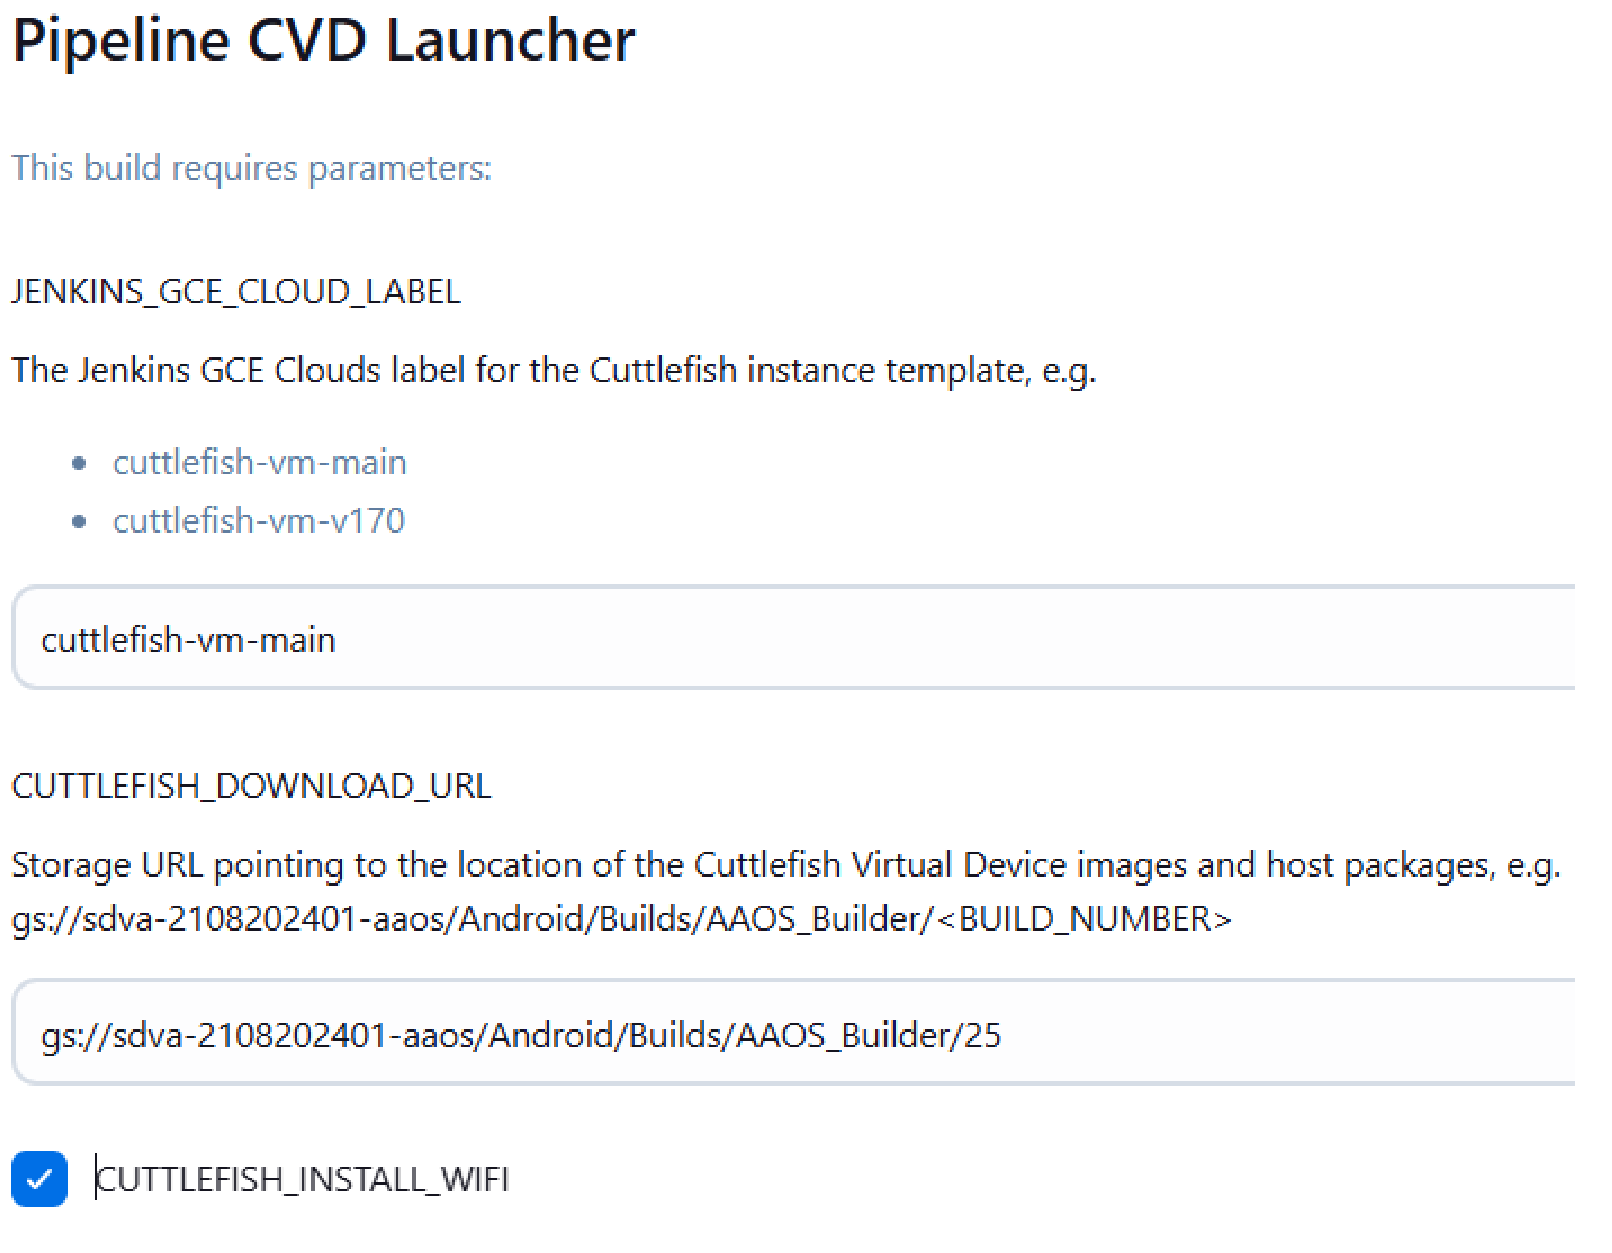 Pipeline CVD Launcher
This build requires parameters:
JENKINS_GCE_CLOUD_LABEL
The Jenkins GCE Clouds label for the Cuttlefish instance template, e.g.
cuttlefish-vm-main
cuttlefish-vm-v170
cuttlefish-vm-main
CUTTLEFISH_DOWNLOAD_URL
Storage URL pointing to the location of the Cuttlefish Virtual Device images and host packages, e.g.
gs://sdva-2108202401-aaos/Android/Builds/AAOS_Builder/<BUILD_NUMBER>
gs://sdva-2108202401-aaos/Android/Builds/AAOS_Builder/25
CUTTLEFISH_INSTALL_WIFI